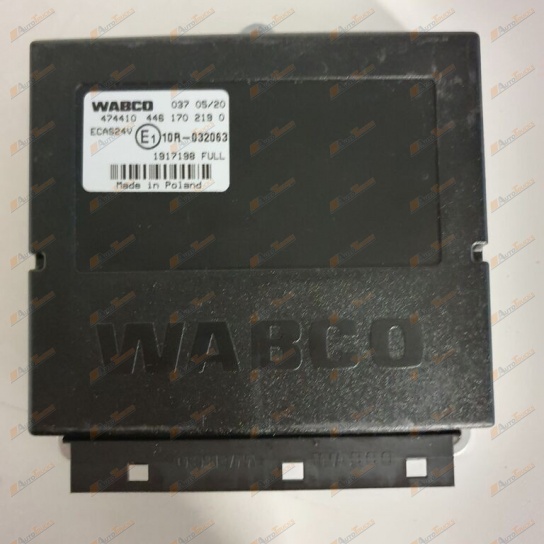 WABCO 037 05/20
474410 446 170 219 0
ECAS24V E1 10R-032063
1917198 FULL
Made in Poland
WABCO
WABCO